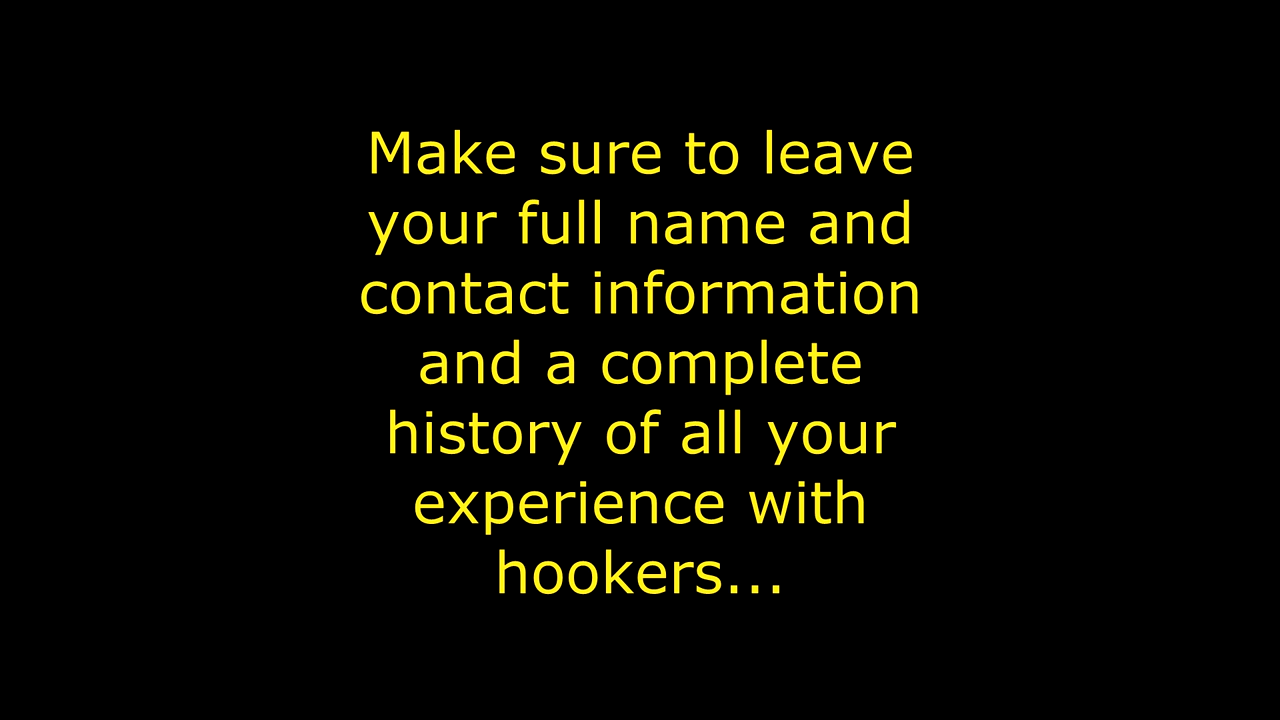 Make sure to leave
your full name and
contact information
and a complete
history of all your
experience with
hookers...